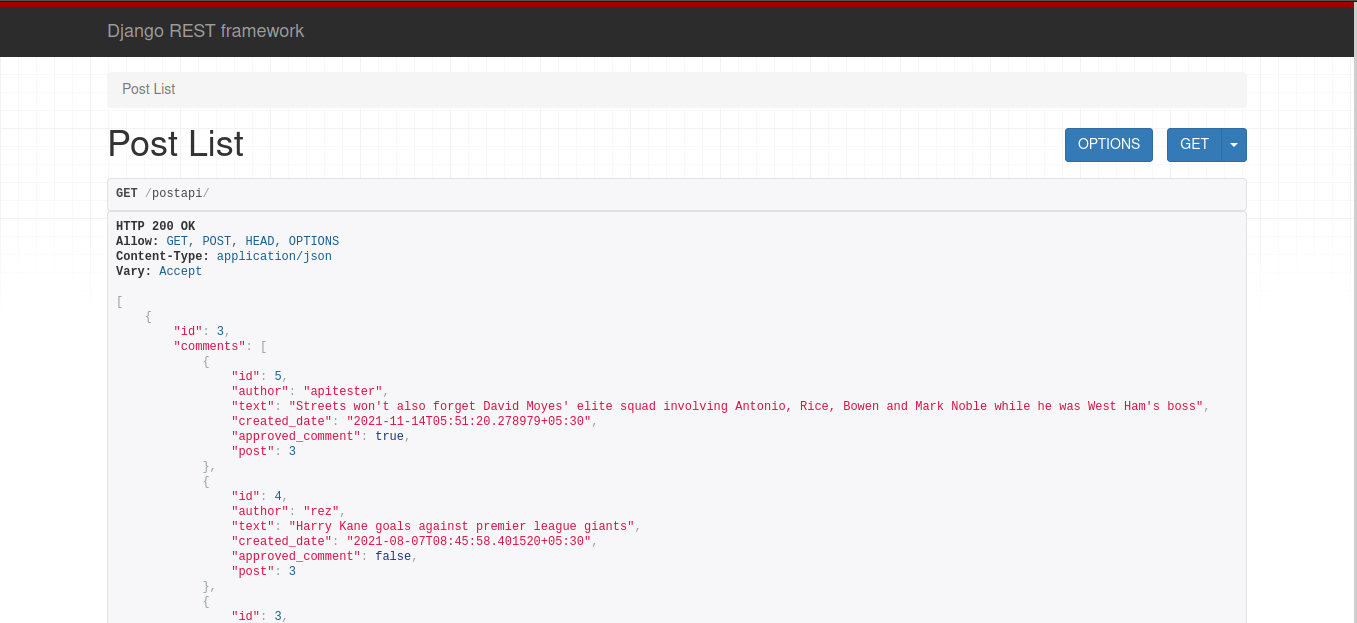 Django REST framework
Post List
Post List
OPTIONS
GET
GET /postapi/
HTTP 200 OK
Allow: GET, POST, HEAD, OPTIONS
Content-Type: application/json
Vary: Accept
[
    {
        "id": 3,
        "comments": [
            {
                "id": 5,
                "author": "apitester",
                "text": "Streets won't also forget David Moyes' elite squad involving Antonio, Rice, Bowen and Mark Noble while he was West Ham's boss",
                "created_date": "2021-11-14T05:51:20.278979+05:30",
                "approved_comment": true,
                "post": 3
            },
            {
                "id": 4,
                "author": "rez",
                "text": "Harry Kane goals against premier league giants",
                "created_date": "2021-08-07T08:45:58.401520+05:30",
                "approved_comment": false,
                "post": 3
            },
            {
                "id": 3,